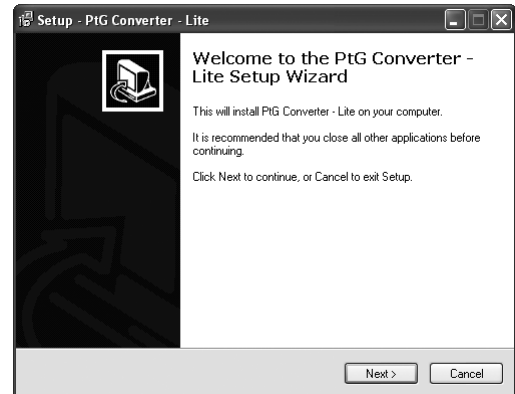 Setup - PtG Converter - Lite
Welcome to the PtG Converter -
Lite Setup Wizard
This will install PtG Converter - Lite on your computer.
It is recommended that you close all other applications before
continuing.
Click Next to continue, or Cancel to exit Setup.
Next >
Cancel